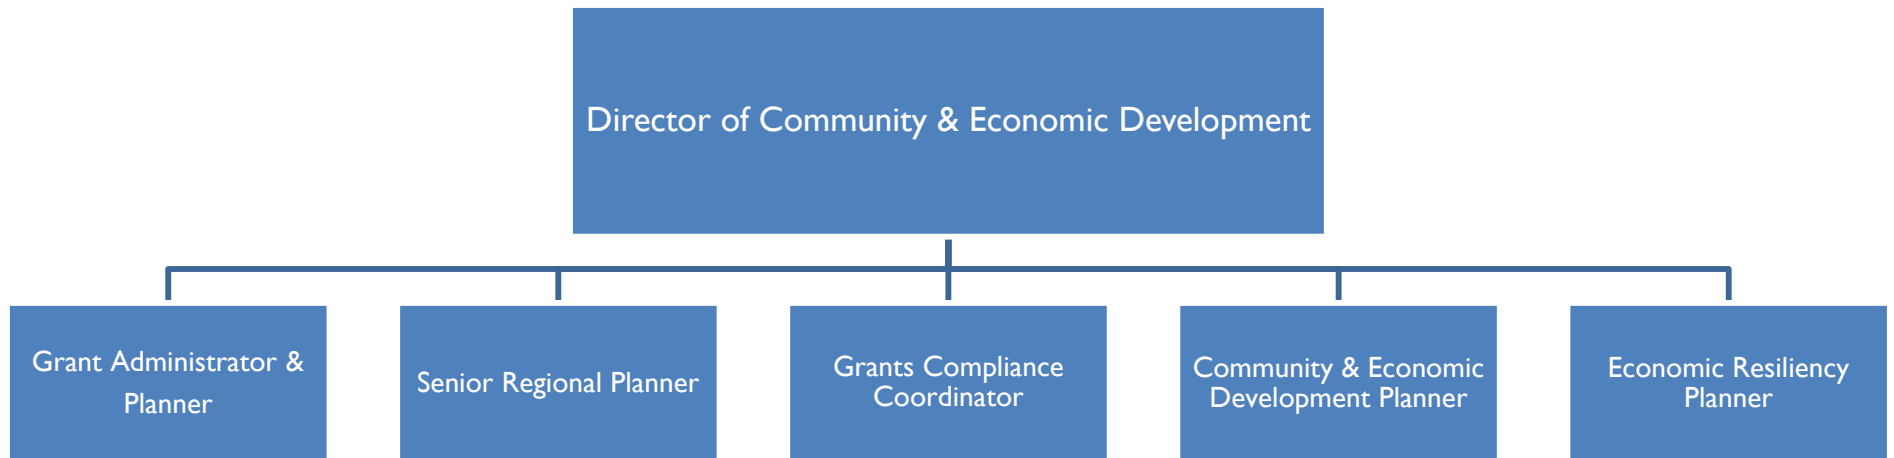 Director of Community & Economic Development
Grant Administrator &
Planner
Senior Regional Planner
Grants Compliance
Coordinator
Community & Economic
Development Planner
Economic Resiliency
Planner